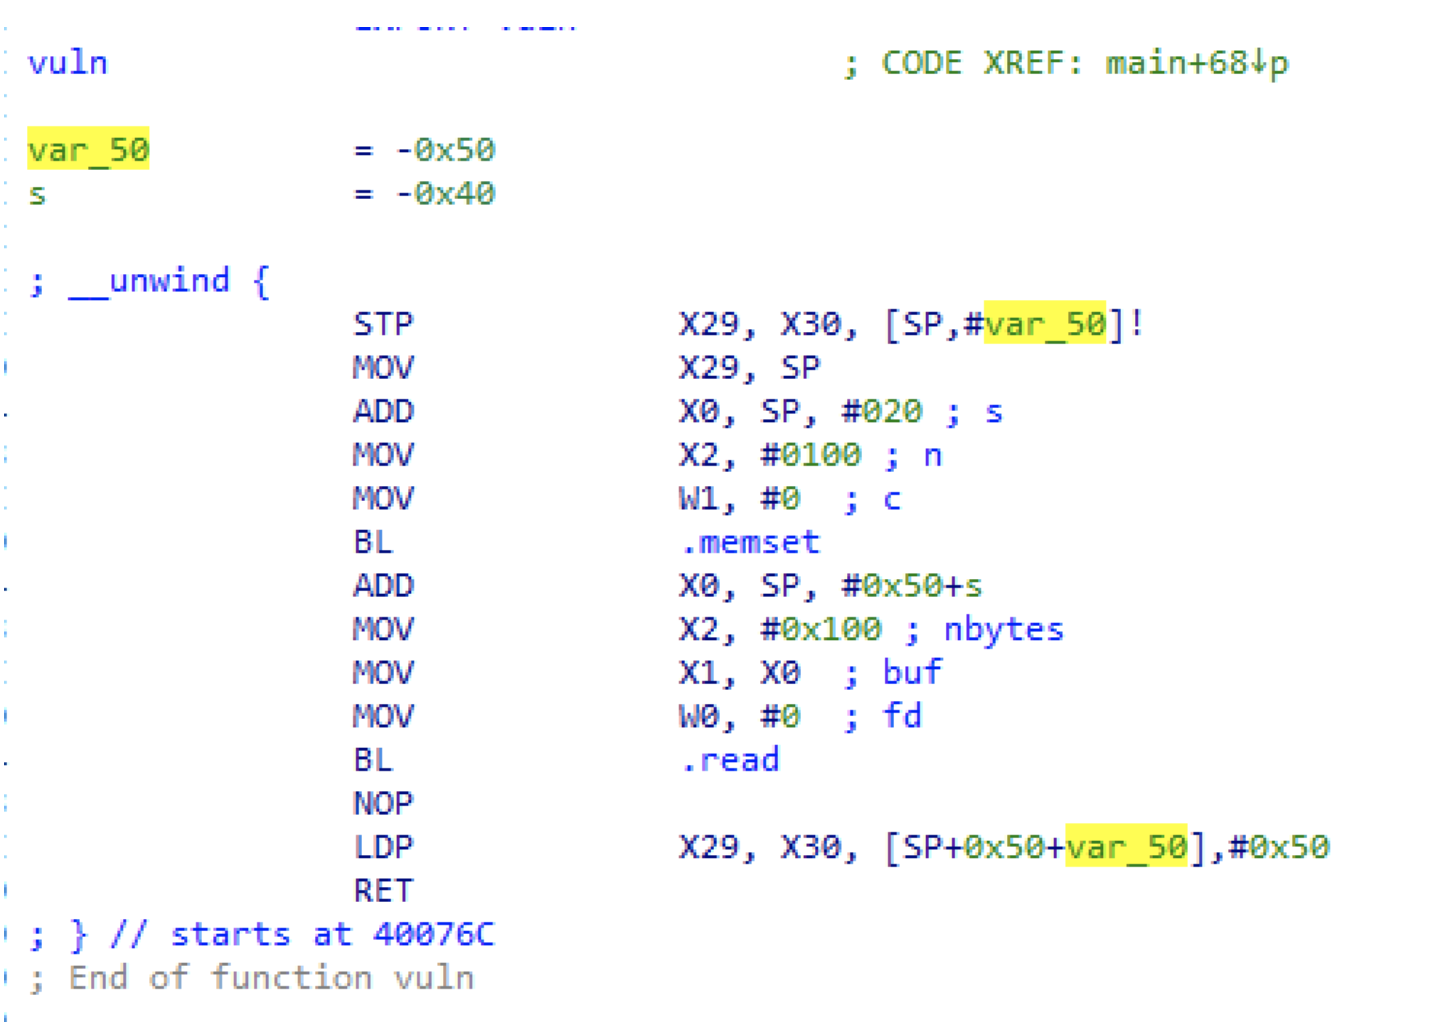 vuln ; CODE XREF: main+68↓p
var_50 = -0x50
s = -0x40
; __unwind {
STP X29, X30, [SP,#var_50]!
MOV X29, SP
ADD X0, SP, #020 ; s
MOV X2, #0100 ; n
MOV W1, #0 ; c
BL .memset
ADD X0, SP, #0x50+s
MOV X2, #0x100 ; nbytes
MOV X1, X0 ; buf
MOV W0, #0 ; fd
BL .read
NOP
LDP X29, X30, [SP+0x50+var_50],#0x50
RET
; } // starts at 40076C
; End of function vuln